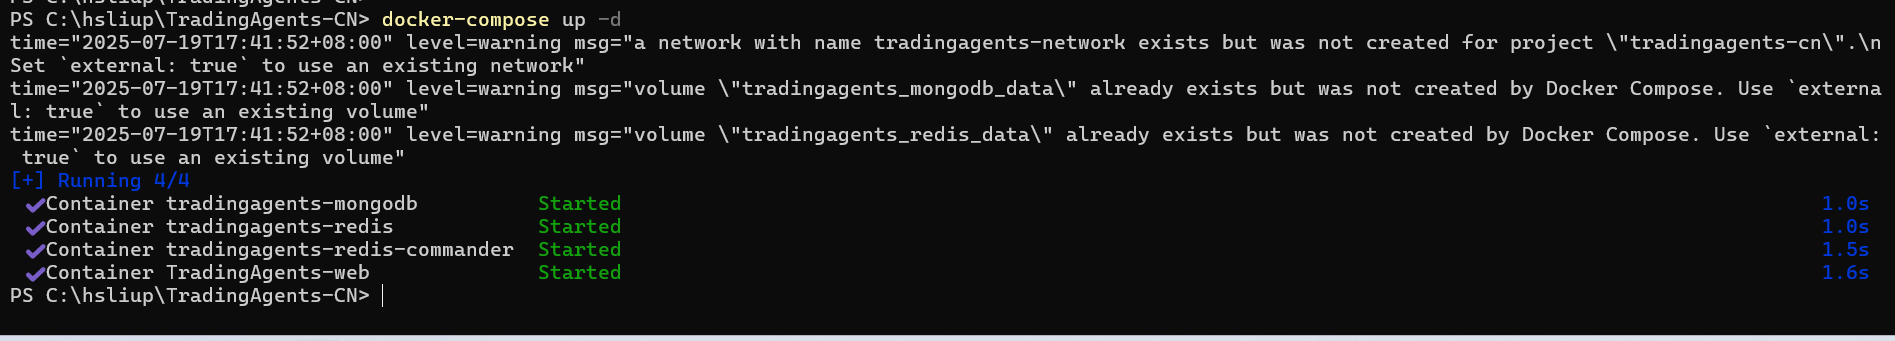 PS C:\hsliup\TradingAgents-CN> docker-compose up -d
time="2025-07-19T17:41:52+08:00" level=warning msg="a network with name tradingagents-network exists but was not created for project \"tradingagents-cn\".\n
Set `external: true` to use an existing network"
time="2025-07-19T17:41:52+08:00" level=warning msg="volume \"tradingagents_mongodb_data\" already exists but was not created by Docker Compose. Use `externa
l: true` to use an existing volume"
time="2025-07-19T17:41:52+08:00" level=warning msg="volume \"tradingagents_redis_data\" already exists but was not created by Docker Compose. Use `external:
 true` to use an existing volume"
[+] Running 4/4
✔Container tradingagents-mongodb Started 1.0s
✔Container tradingagents-redis Started 1.0s
✔Container tradingagents-redis-commander Started 1.5s
✔Container TradingAgents-web Started 1.6s
PS C:\hsliup\TradingAgents-CN>